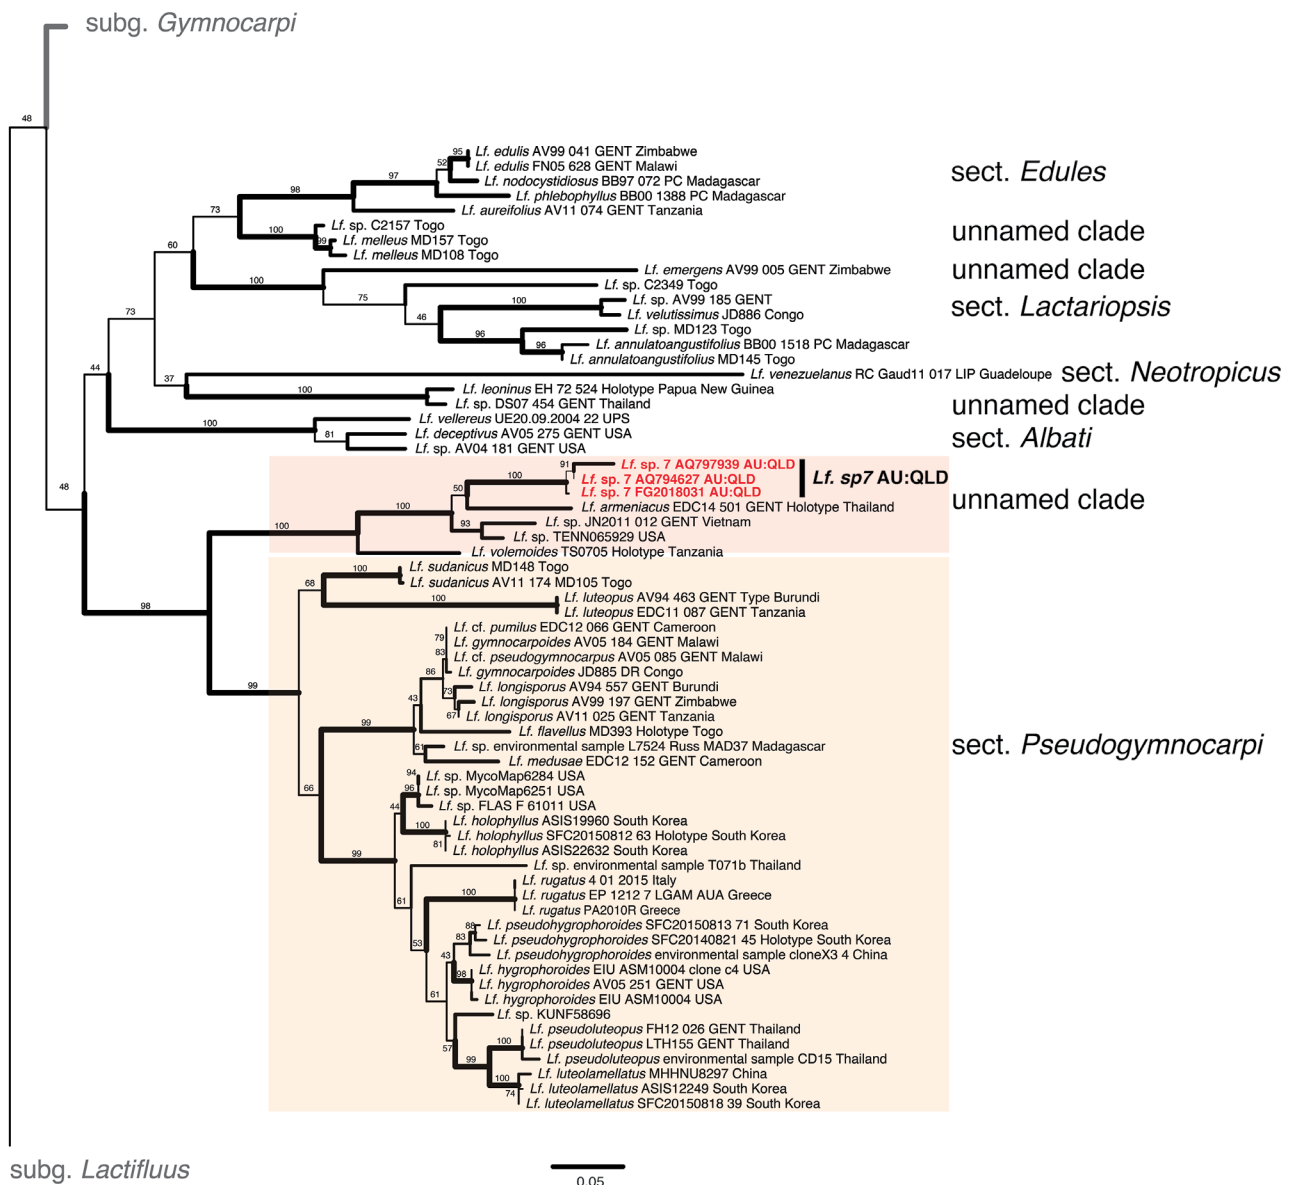 subg. Gymnocarpi
48
95
Lf. edulis AV99 041 GENT Zimbabwe
52
Lf. edulis FN05 628 GENT Malawi
sect. Edules
97
Lf. nodocystidiosus BB97 072 PC Madagascar
98
Lf. phlebophyllus BB00 1388 PC Madagascar
73
Lf. aureifolius AV11 074 GENT Tanzania
Lf. sp. C2157 Togo
100
unnamed clade
99
Lf. melleus MD157 Togo
60
Lf. melleus MD108 Togo
Lf. emergens AV99 005 GENT Zimbabwe
unnamed clade
100
Lf. sp. C2349 Togo
75
Lf. sp. AV99 185 GENT
100
sect. Lactariopsis
73
46
Lf. velutissimus JD886 Congo
Lf. sp. MD123 Togo
96
96
Lf. annulatoangustifolius BB00 1518 PC Madagascar
Lf. annulatoangustifolius MD145 Togo
44
37
Lf. venezuelanus RC Gaud11 017 LIP Guadeloupe
sect. Neotropicus
100
Lf. leoninus EH 72 524 Holotype Papua New Guinea
Lf. sp. DS07 454 GENT Thailand
unnamed clade
100
Lf. vellereus UE20.09.2004 22 UPS
81
Lf. deceptivus AV05 275 GENT USA
sect. Albati
Lf. sp. AV04 181 GENT USA
91
Lf. sp. 7 AQ797939 AU:QLD
100
Lf. sp. 7 AQ794627 AU:QLD
Lf. sp7 AU:QLD
48
50
Lf. sp. 7 FG2018031 AU:QLD
unnamed clade
100
Lf. armeniacus EDC14 501 GENT Holotype Thailand
100
93
Lf. sp. JN2011 012 GENT Vietnam
Lf. sp. TENN065929 USA
Lf. volemoides TS0705 Holotype Tanzania
100
Lf. sudanicus MD148 Togo
68
Lf. sudanicus AV11 174 MD105 Togo
100
Lf. luteopus AV94 463 GENT Type Burundi
98
Lf. luteopus EDC11 087 GENT Tanzania
Lf. cf. pumilus EDC12 066 GENT Cameroon
79
Lf. gymnocarpoides AV05 184 GENT Malawi
83
Lf. cf. pseudogymnocarpus AV05 085 GENT Malawi
86
Lf. gymnocarpoides JD885 DR Congo
99
73
Lf. longisporus AV94 557 GENT Burundi
43
Lf. longisporus AV99 197 GENT Zimbabwe
67
Lf. longisporus AV11 025 GENT Tanzania
99
Lf. flavellus MD393 Holotype Togo
61
Lf. sp. environmental sample L7524 Russ MAD37 Madagascar
sect. Pseudogymnocarpi
Lf. medusae EDC12 152 GENT Cameroon
94
Lf. sp. MycoMap6284 USA
66
96
Lf. sp. MycoMap6251 USA
44
Lf. sp. FLAS F 61011 USA
100
Lf. holophyllus ASIS19960 South Korea
Lf. holophyllus SFC20150812 63 Holotype South Korea
81
Lf. holophyllus ASIS22632 South Korea
99
Lf. sp. environmental sample T071b Thailand
61
Lf. rugatus 4 01 2015 Italy
100
Lf. rugatus EP 1212 7 LGAM AUA Greece
Lf. rugatus PA2010R Greece
88
Lf. pseudohygrophoroides SFC20150813 71 South Korea
53
83
Lf. pseudohygrophoroides SFC20140821 45 Holotype South Korea
43
Lf. pseudohygrophoroides environmental sample cloneX3 4 China
98
Lf. hygrophoroides EIU ASM10004 clone c4 USA
Lf. hygrophoroides AV05 251 GENT USA
61
Lf. hygrophoroides EIU ASM10004 USA
Lf. sp. KUNF58696
Lf. pseudoluteopus FH12 026 GENT Thailand
57
100
Lf. pseudoluteopus LTH155 GENT Thailand
99
Lf. pseudoluteopus environmental sample CD15 Thailand
100
Lf. luteolamellatus MHHNU8297 China
74
Lf. luteolamellatus ASIS12249 South Korea
Lf. luteolamellatus SFC20150818 39 South Korea
subg. Lactifluus
0.05